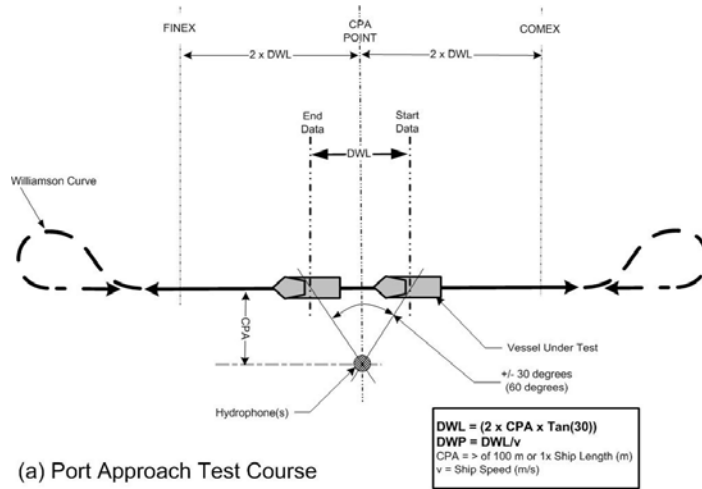 FINEX
CPA
POINT
COMEX
2 x DWL
2 x DWL
End
Data
Start
Data
DWL
Williamson Curve
CPA
Vessel Under Test
+/- 30 degrees
(60 degrees)
Hydrophone(s)
DWL = (2 x CPA x Tan(30))
DWP = DWL/v
CPA = > of 100 m or 1x Ship Length (m)
v = Ship Speed (m/s)
(a) Port Approach Test Course